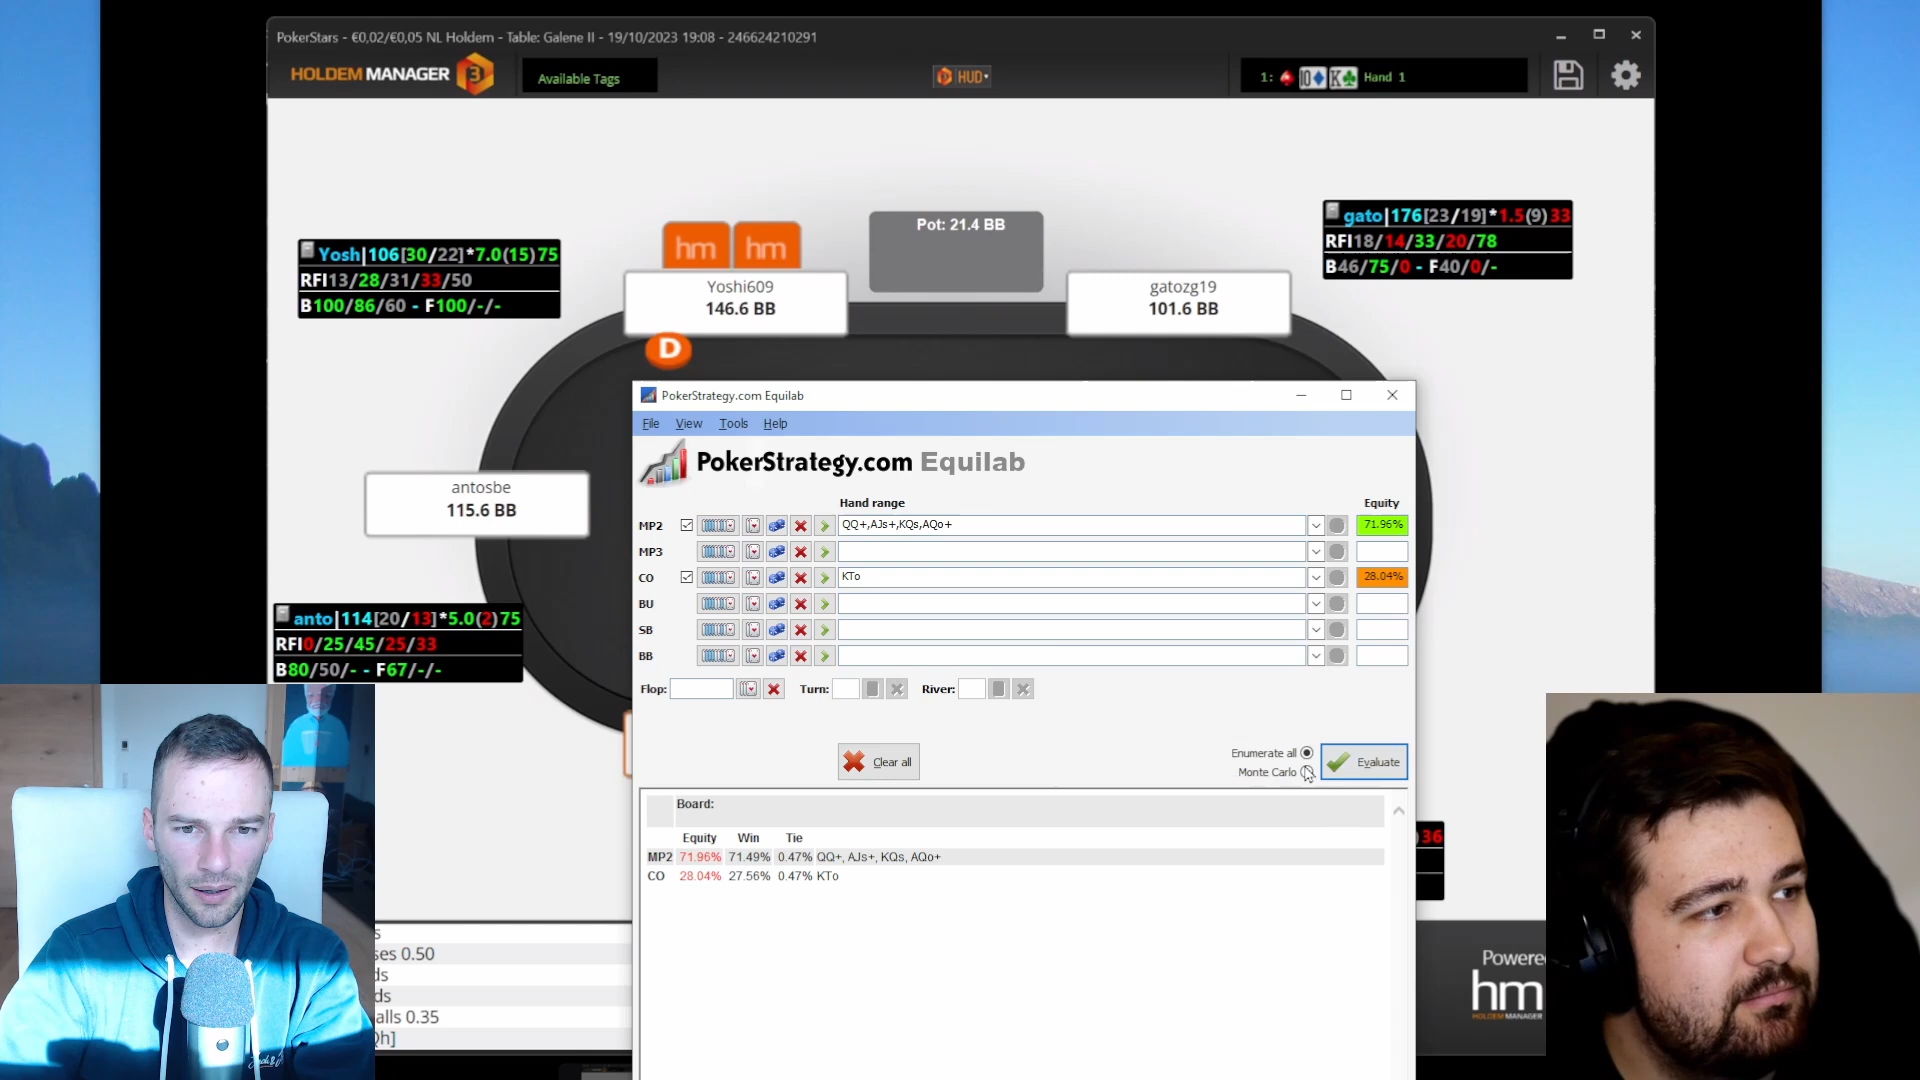 PokerStars - €0,02/€0,05 NL Holdem - Table: Galene II - 19/10/2023 19:08 - 246624210291
HOLDEM MANAGER 3
Available Tags
HUD
1: 10 K Hand 1
Pot: 21.4 BB
Yosh|106[30/22]*7.0(15)75
RFI13/28/31/33/50
B100/86/60 - F100/-/-
hm hm
Yoshi609
146.6 BB
gatozg19
101.6 BB
gato|176[23/19]*1.5(9)33
RFI18/14/33/20/78
B46/75/0 - F40/0/-
D
antosbe
115.6 BB
anto|114[20/13]*5.0(2)75
RFI0/25/45/25/33
B80/50/- - F67/-/-
PokerStrategy.com Equilab
File View Tools Help
PokerStrategy.com Equilab
Hand range Equity
MP2 QQ+,AJs+,KQs,AQo+ 71.96%
MP3
CO KTo 28.04%
BU
SB
BB
Flop: Turn: River:
Clear all
Enumerate all
Monte Carlo
Evaluate
Board:
Equity Win Tie
MP2 71.96% 71.49% 0.47% QQ+, AJs+, KQs, AQo+
CO 28.04% 27.56% 0.47% KTo
36
s
ses 0.50
ds
ds
alls 0.35
Qh]
Powere
hm
HOLDEM MANAGER